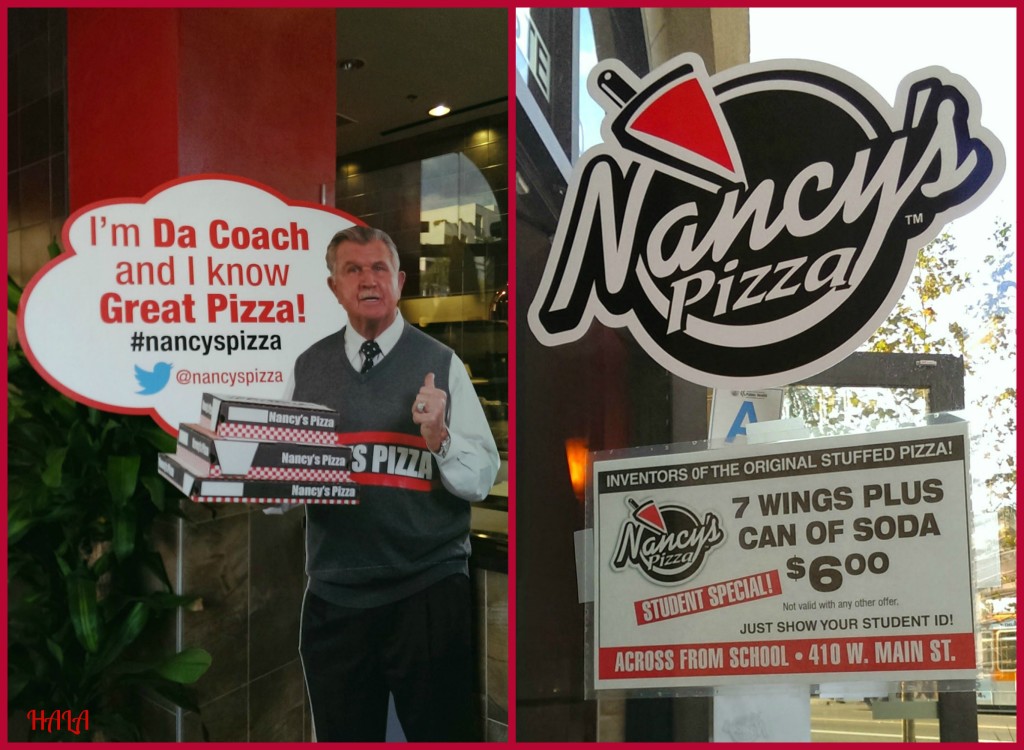 I'm Da Coach
and I know
Great Pizza!
#nancyspizza
@nancyspizza
Nancy's Pizza
Nancy's Pizza
Nancy's Pizza
'S PIZZA
HALA
TE
Nancy's
Pizza
TM
A
INVENTORS OF THE ORIGINAL STUFFED PIZZA!
Nancy's
Pizza
7 WINGS PLUS
CAN OF SODA
$6.00
STUDENT SPECIAL!
Not valid with any other offer.
JUST SHOW YOUR STUDENT ID!
ACROSS FROM SCHOOL • 410 W. MAIN ST.